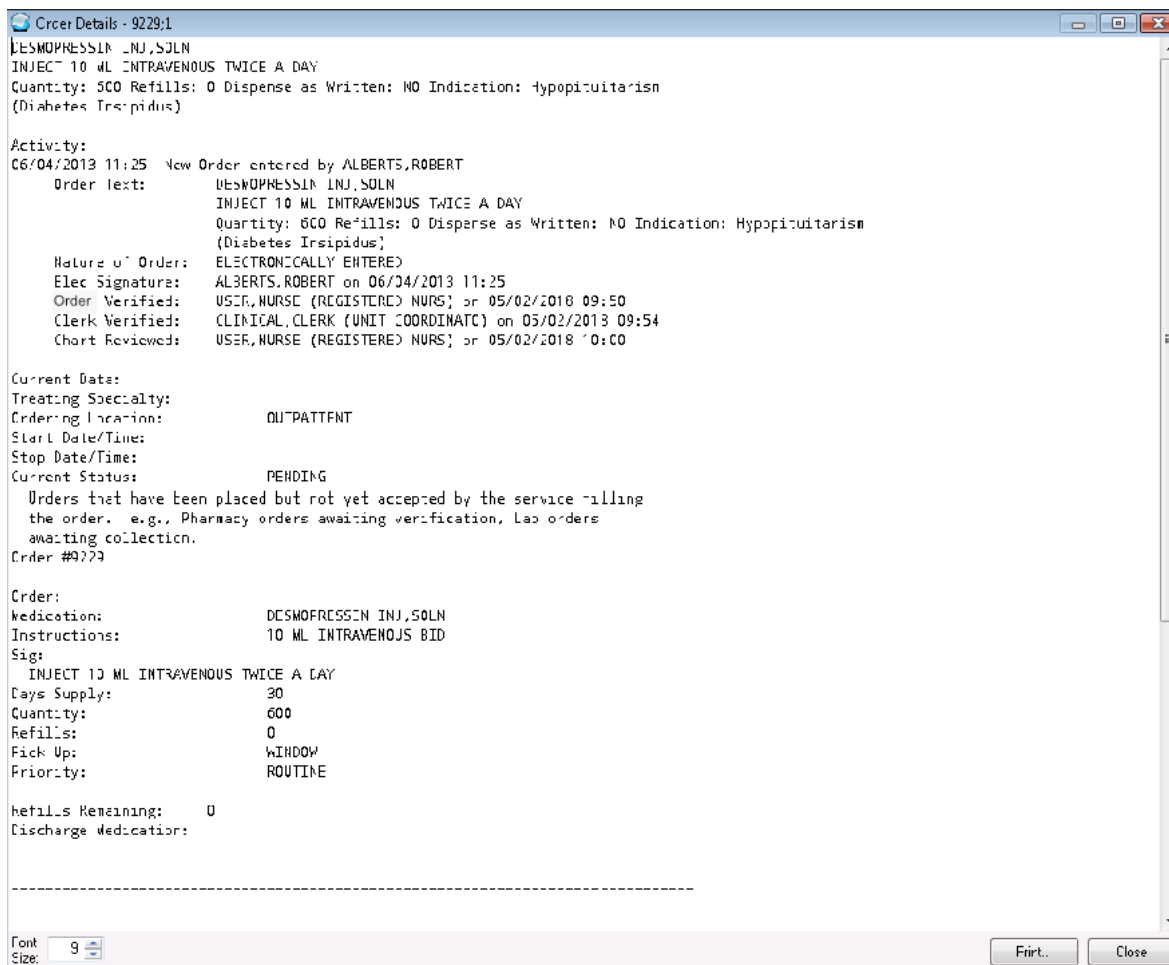 Order Details - 9229;1
DESMOPRESSIN INJ,SOLN
INJECT 10 ML INTRAVENOUS TWICE A DAY
Quantity: 600 Refills: 0 Dispense as Written: NO Indication: Hypopituitarism
(Diabetes Insipidus)
Activity:
06/04/2013 11:25 New Order entered by ALBERTS,ROBERT
Order Text: DESMOPRESSIN INJ,SOLN
INJECT 10 ML INTRAVENOUS TWICE A DAY
Quantity: 600 Refills: 0 Dispense as Written: NO Indication: Hypopituitarism
(Diabetes Insipidus)
Nature of Order: ELECTRONICALLY ENTERED
Elec Signature: ALBERTS,ROBERT on 06/04/2013 11:25
Order Verified: USER,NURSE (REGISTERED NURS) on 05/02/2018 09:50
Clerk Verified: CLINICAL,CLERK (UNIT COORDINATO) on 05/02/2018 09:54
Chart Reviewed: USER,NURSE (REGISTERED NURS) on 05/02/2018 10:00
Current Data:
Treating Specialty:
Ordering Location: OUTPATIENT
Start Date/Time:
Stop Date/Time:
Current Status: PENDING
Orders that have been placed but not yet accepted by the service filling
the order. e.g., Pharmacy orders awaiting verification, Lab orders
awaiting collection.
Order #9229
Order:
Medication: DESMOPRESSIN INJ,SOLN
Instructions: 10 ML INTRAVENOUS BID
Sig:
INJECT 10 ML INTRAVENOUS TWICE A DAY
Days Supply: 30
Quantity: 600
Refills: 0
Pick Up: WINDOW
Priority: ROUTINE
Refills Remaining: 0
Discharge Medication:
--------------------------------------------------------------------------------
Font
Size: 9
Print..
Close